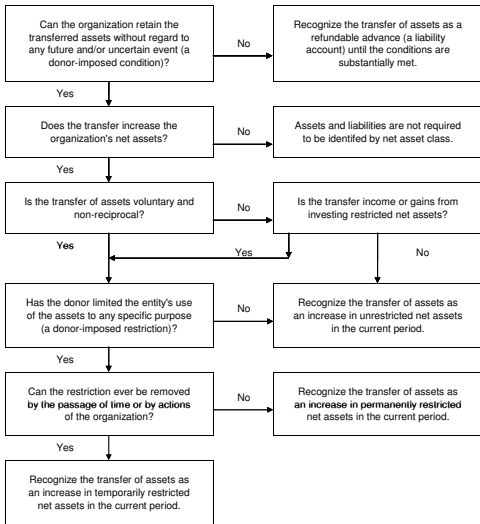 Can the organization retain the
transferred assets without regard to
any future and/or uncertain event (a
donor-imposed condition)?
No
Recognize the transfer of assets as a
refundable advance (a liability
account) until the conditions are
substantially met.
Yes
Does the transfer increase the
organization's net assets?
No
Assets and liabilities are not required
to be identifed by net asset class.
Yes
Is the transfer of assets voluntary and
non-reciprocal?
No
Is the transfer income or gains from
investing restricted net assets?
Yes
Yes
No
Has the donor limited the entity's use
of the assets to any specific purpose
(a donor-imposed restriction)?
No
Recognize the transfer of assets as
an increase in unrestricted net assets
in the current period.
Yes
Can the restriction ever be removed
by the passage of time or by actions
of the organization?
No
Recognize the transfer of assets as
an increase in permanently restricted
net assets in the current period.
Yes
Recognize the transfer of assets as
an increase in temporarily restricted
net assets in the current period.